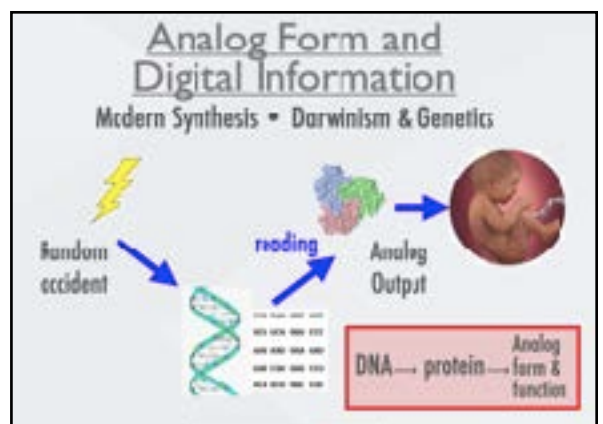 Analog Form and
Digital Information
Modern Synthesis • Darwinism & Genetics
Random
accident
reading
Analog
Output
DNA→ protein→
Analog
form &
function